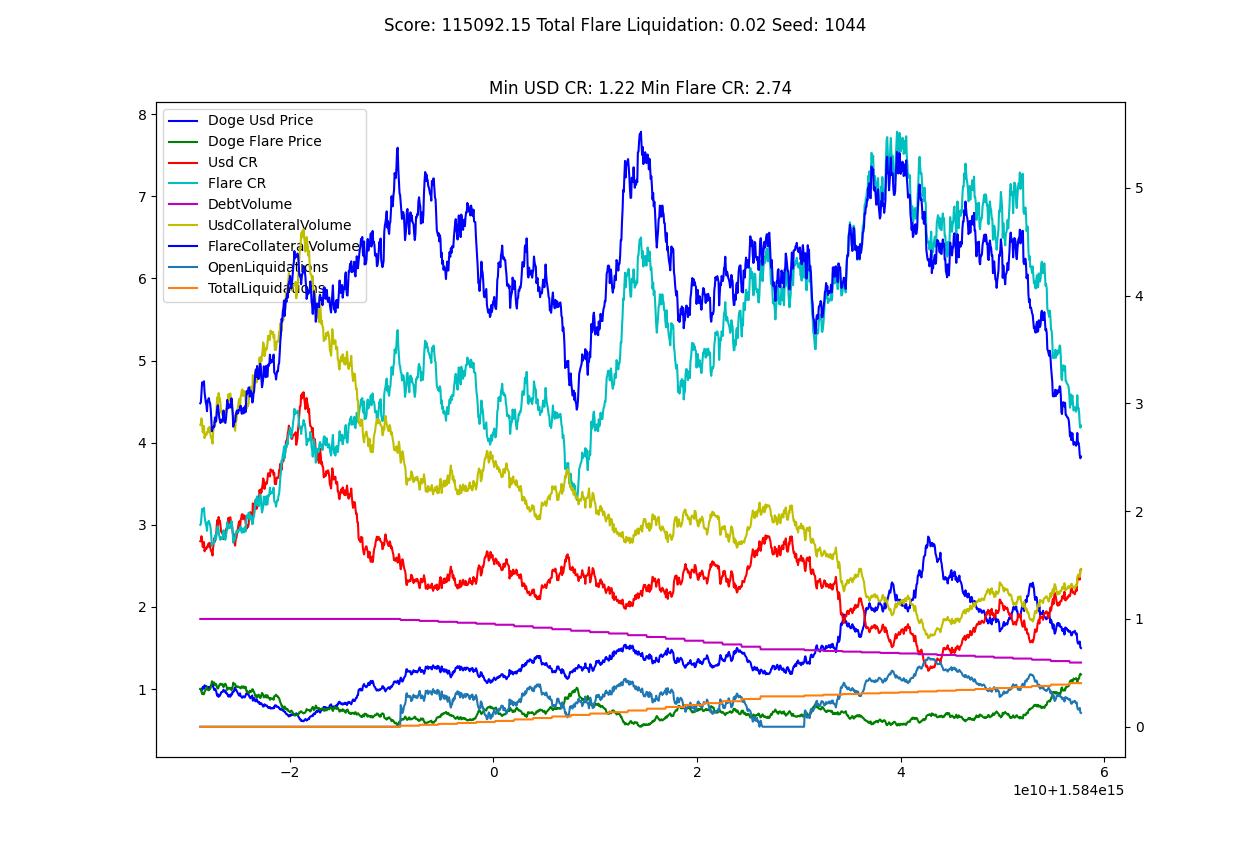 Score: 115092.15 Total Flare Liquidation: 0.02 Seed: 1044
Min USD CR: 1.22 Min Flare CR: 2.74
Doge Usd Price
Doge Flare Price
Usd CR
Flare CR
DebtVolume
UsdCollateralVolume
FlareCollateralVolume
OpenLiquidations
TotalLiquidations
8
7
6
5
4
3
2
1
5
4
3
2
1
0
−2
0
2
4
6
1e10+1.584e15